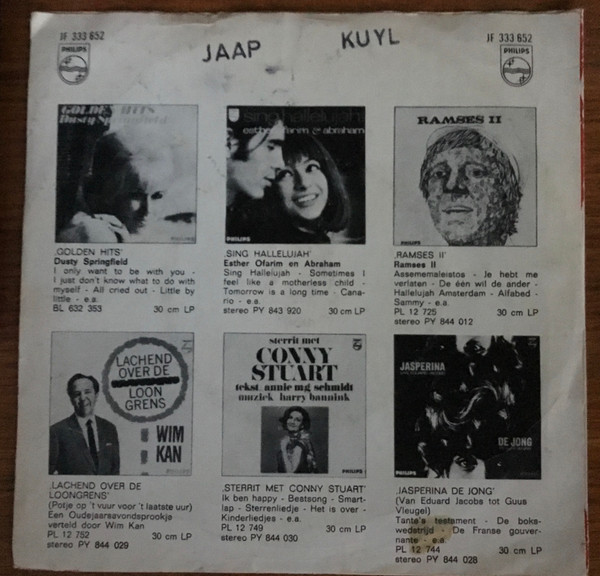 JF 333 652
JF 333 652
PHILIPS
JAAP KUYL
PHILIPS
GOLDEN HITS
Dusty Springfield
sing hallelujah!
esther ofarim & abraham
PHILIPS
RAMSES II
PHILIPS
'GOLDEN HITS'
Dusty Springfield
I only want to be with you -
I just don't know what to do with
myself - All cried out - Little by
little - e.a.
BL 632 353 30 cm LP
'SING HALLELUJAH'
Esther Ofarim en Abraham
Sing Hallelujah - Sometimes I
feel like a motherless child -
Tomorrow is a long time - Cana-
rio - e.a.
stereo PY 843 920 30 cm LP
'RAMSES II'
Ramses II
Assememaleistos - Je hebt me
verlaten - De één wil de ander -
Hallelujah Amsterdam - Alfabed -
Sammy - e.a.
PL 12 725 30 cm LP
stereo PY 844 012
LACHEND
OVER DE
LOON
GRENS
WIM
KAN
sterrit met
CONNY
STUART
tekst annie mg schmidt
muziek harry bannink
PHILIPS
JASPERINA
DE JONG
'LACHEND OVER DE
LOONGRENS'
(Potje op 't vuur voor 't laatste uur)
Een Oudejaarsavondsprookje
verteld door Wim Kan
PL 12 752 30 cm LP
stereo PY 844 029
'STERRIT MET CONNY STUART'
Ik ben happy - Bestsong - Smart-
lap - Sterrenliedje - Het is over -
Kinderliedjes - e.a.
PL 12 749 30 cm LP
stereo PY 844 030
'JASPERINA DE JONG'
(Van Eduard Jacobs tot Guus
Vleugel)
Tante's testament - De boks-
wedstrijd - De Franse gouver-
nante - e.a.
PL 12 744 30 cm LP
stereo PY 844 028